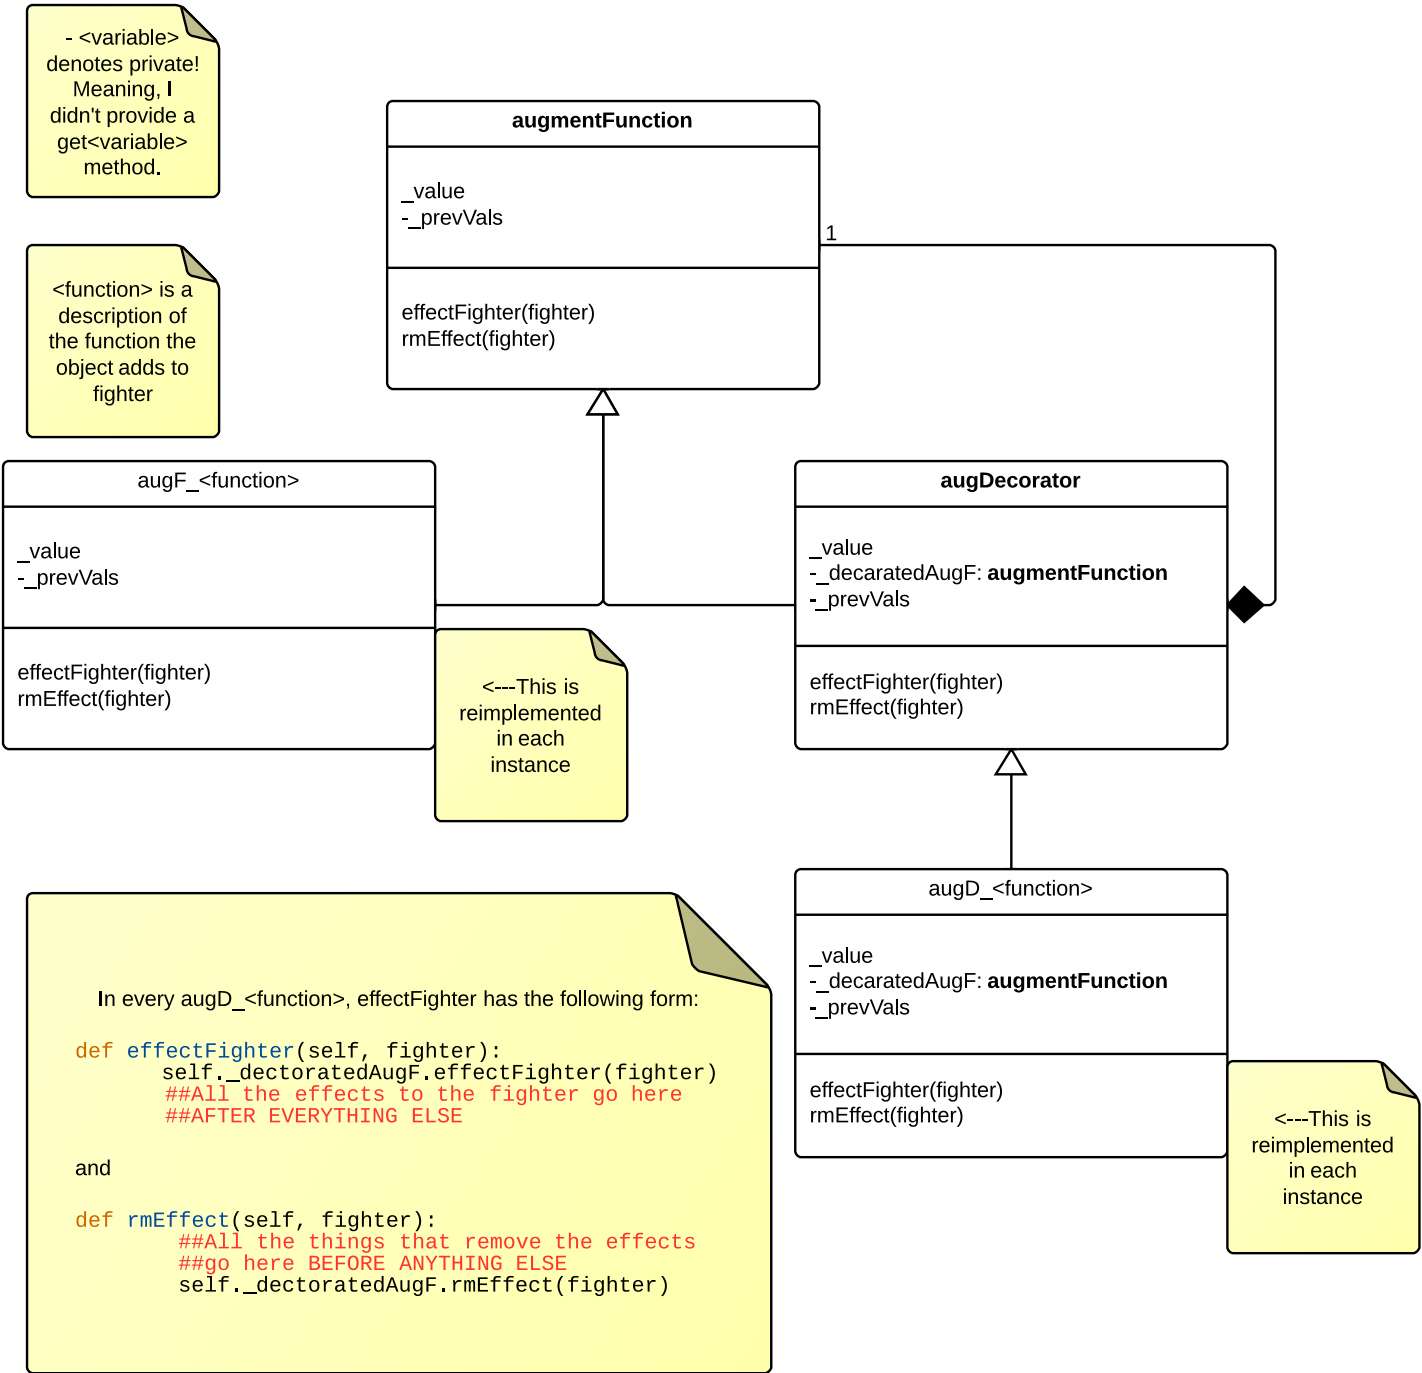 - <variable>
denotes private!
Meaning, I
didn't provide a
get<variable>
method.
augmentFunction
_value
-_prevVals
effectFighter(fighter)
rmEffect(fighter)
1
<function> is a
description of
the function the
object adds to
fighter
augF_<function>
_value
-_prevVals
effectFighter(fighter)
rmEffect(fighter)
<---This is
reimplemented
in each
instance
augDecorator
_value
-_decaratedAugF: augmentFunction
-_prevVals
effectFighter(fighter)
rmEffect(fighter)
augD_<function>
_value
-_decaratedAugF: augmentFunction
-_prevVals
effectFighter(fighter)
rmEffect(fighter)
<---This is
reimplemented
in each
instance
In every augD_<function>, effectFighter has the following form:
def effectFighter(self, fighter):
self._dectoratedAugF.effectFighter(fighter)
##All the effects to the fighter go here
##AFTER EVERYTHING ELSE
and
def rmEffect(self, fighter):
##All the things that remove the effects
##go here BEFORE ANYTHING ELSE
self._dectoratedAugF.rmEffect(fighter)